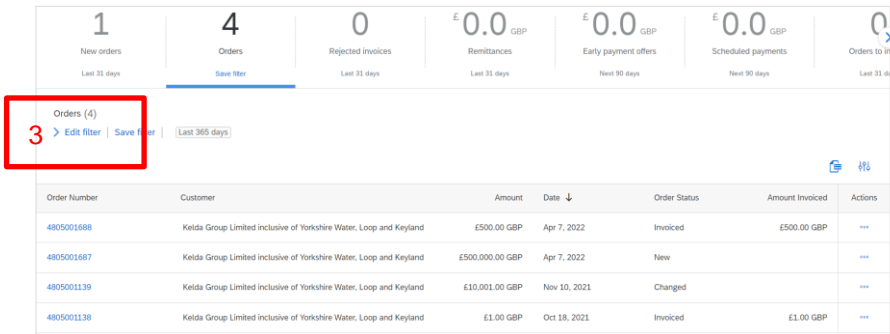 1 4 0 £ 0.0 GBP £ 0.0 GBP £ 0.0 GBP
New orders Orders Rejected invoices Remittances Early payment offers Scheduled payments Orders to in
Last 31 days Save filter Last 31 days Last 31 days Next 90 days Next 90 days Last 31 d
Orders (4)
3 Edit filter | Save filter | Last 365 days
Order Number Customer Amount Date ↓ Order Status Amount Invoiced Actions
4805001688 Kelda Group Limited inclusive of Yorkshire Water, Loop and Keyland £500.00 GBP Apr 7, 2022 Invoiced £500.00 GBP
4805001687 Kelda Group Limited inclusive of Yorkshire Water, Loop and Keyland £500,000.00 GBP Apr 7, 2022 New
4805001139 Kelda Group Limited inclusive of Yorkshire Water, Loop and Keyland £10,001.00 GBP Nov 10, 2021 Changed
4805001138 Kelda Group Limited inclusive of Yorkshire Water, Loop and Keyland £1.00 GBP Oct 18, 2021 Invoiced £1.00 GBP